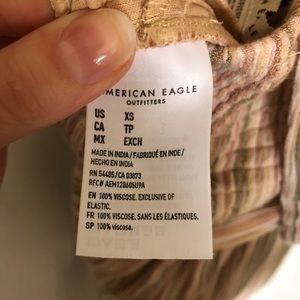 AMERICAN EAGLE
OUTFITTERS
US XS
CA TP
MX EXCH
MADE IN INDIA / FABRIQUÉ EN INDE /
HECHO EN INDIA
RN 54485/CA 03873
RFC# AEM120605U9A
EN 100% VISCOSE. EXCLUSIVE OF
ELASTIC.
FR 100% VISCOSE. SANS LES ÉLASTIQUES.
SP 100% viscosa.